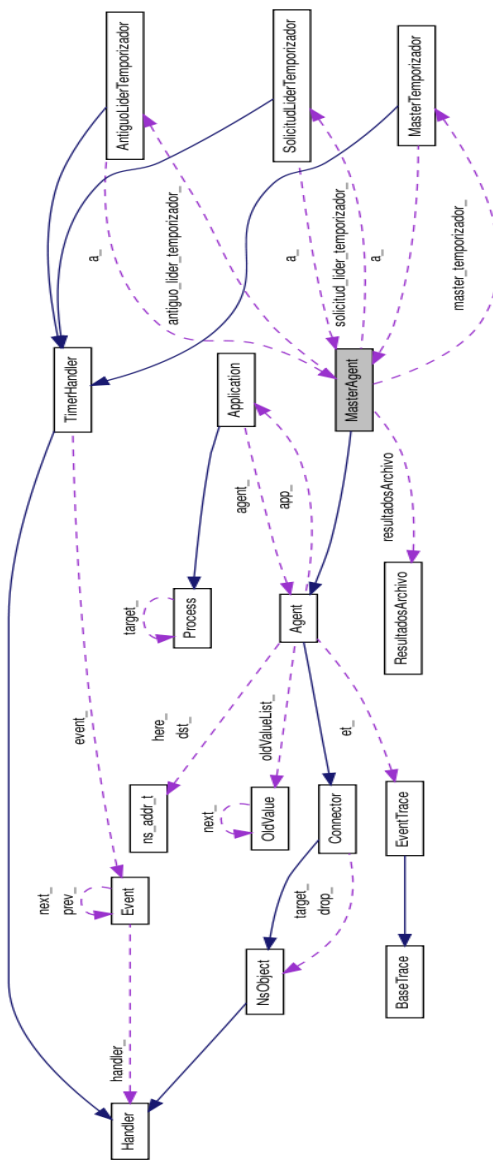 AntiguoLiderTemporizador
SolicitudLiderTemporizador
MasterTemporizador
a_
antiguo_lider_temporizador_
a_
solicitud_lider_temporizador_
a_
master_temporizador_
TimerHandler
Application
MasterAgent
agent_
app_
resultadosArchivo
Process
target_
Agent
ResultadosArchivo
event_
here_
dst_
oldValueList_
et_
ns_addr_t
OldValue
next_
Connector
EventTrace
Event
next_
prev_
target_
drop_
NsObject
BaseTrace
handler_
Handler